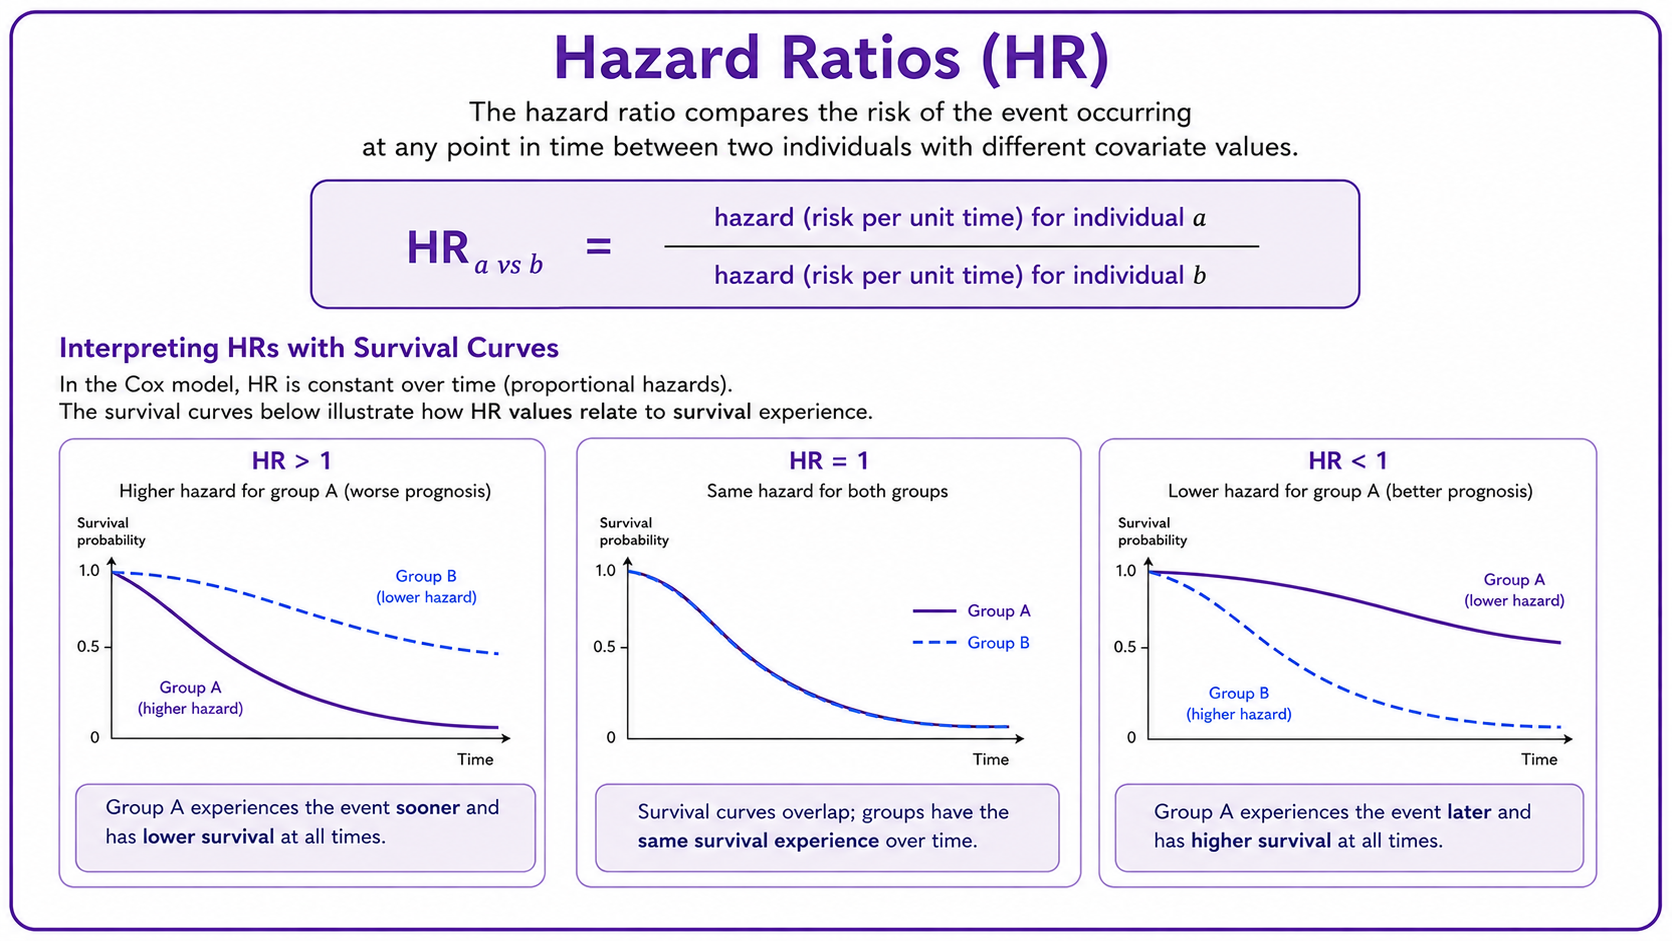 Hazard Ratios (HR)
The hazard ratio compares the risk of the event occurring
at any point in time between two individuals with different covariate values.
HR a vs b = hazard (risk per unit time) for individual a
hazard (risk per unit time) for individual b
Interpreting HRs with Survival Curves
In the Cox model, HR is constant over time (proportional hazards).
The survival curves below illustrate how HR values relate to survival experience.
HR > 1
Higher hazard for group A (worse prognosis)
Survival
probability
1.0
0.5
0
Group B
(lower hazard)
Group A
(higher hazard)
Time
Group A experiences the event sooner and
has lower survival at all times.
HR = 1
Same hazard for both groups
Survival
probability
1.0
0.5
0
Group A
Group B
Time
Survival curves overlap; groups have the
same survival experience over time.
HR < 1
Lower hazard for group A (better prognosis)
Survival
probability
1.0
0.5
0
Group A
(lower hazard)
Group B
(higher hazard)
Time
Group A experiences the event later and
has higher survival at all times.